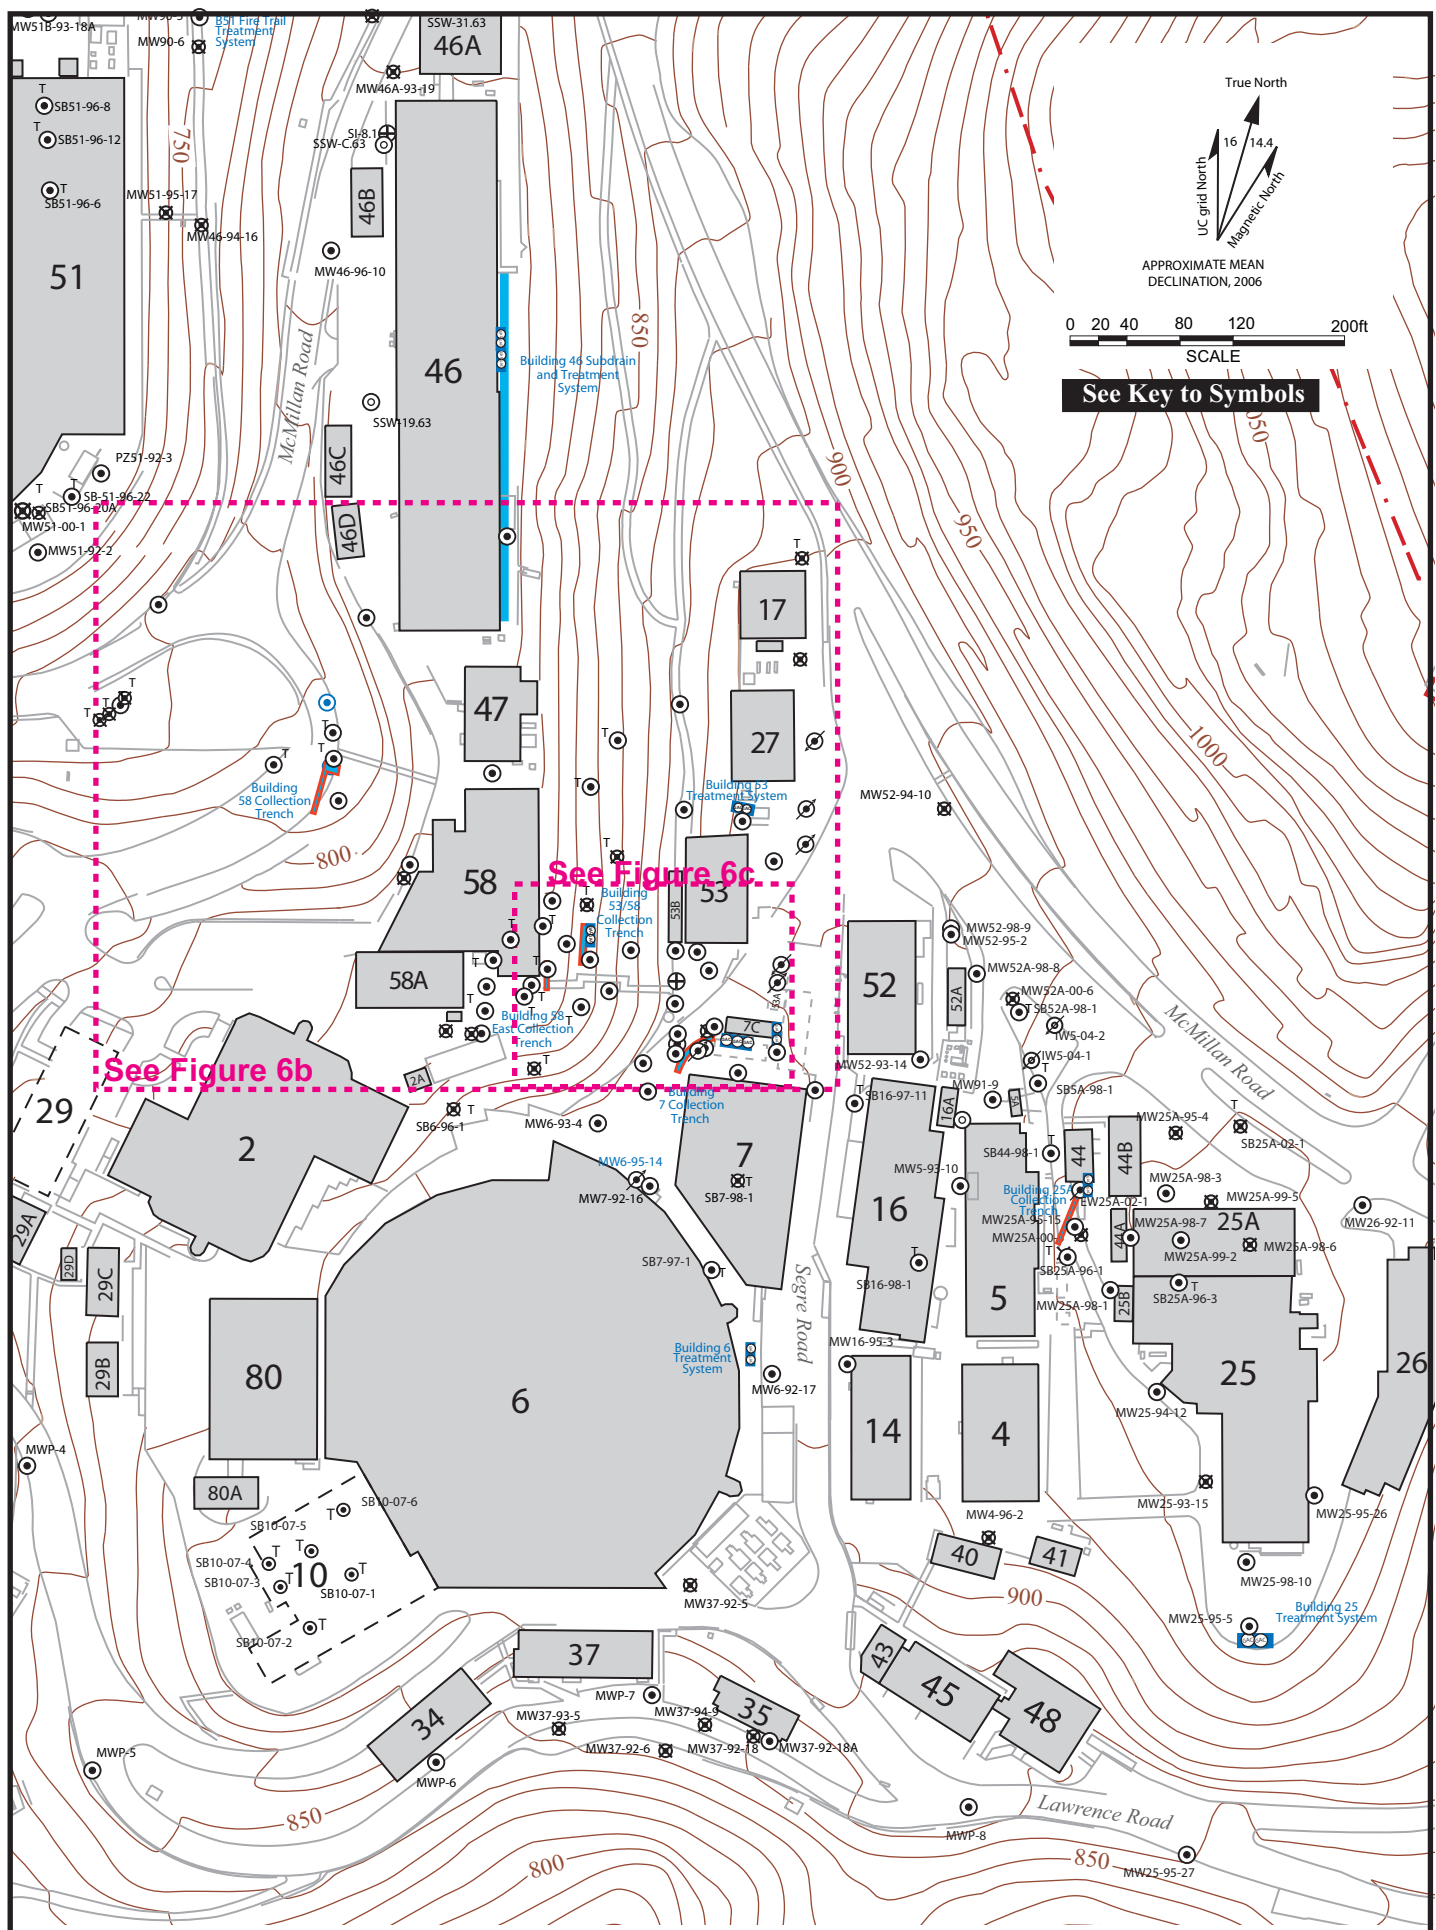 MW51B-93-18A
MW90-6
B51 Fire Trail
Treatment
System
SSW-31.63
46A
MW46A-93-19
T
SB51-96-8
T
SB51-96-12
T
SB51-96-6
51
750
MW51-95-17
MW46-94-16
SSW-C.63
46B
MW46-96-10
McMillan Road
46
850
Building 46 Subdrain
and Treatment
System
SSW-19.63
46C
46D
True North
16
14.4
UC grid North
Magnetic North
APPROXIMATE MEAN
DECLINATION, 2006
0 20 40 80 120 200ft
SCALE
See Key to Symbols
900
950
1000
PZ51-92-3
T
T
SB-51-96-22
SB51-96-20A
MW51-00-1
MW51-92-2
T
17
T
T
T
47
T
T
T
T
27
Building
58 Collection
Trench
Building 53
Treatment System
MW52-94-10
800
T
58
T
See Figure 6c
Building
53/58
Collection
Trench
53B
53
T
T
T
T
T
58A
T
T
T
Building 58
East Collection
Trench
53A
7C
T
52
52A
MW52-98-9
MW52-95-2
MW52A-98-8
MW52A-00-6
T
SB52A-98-1
IW5-04-2
McMillan Road
See Figure 6b
2A
29
2
SB6-96-1
T
MW6-93-4
Building
7 Collection
Trench
MW52-93-14
T
SB16-97-11
MW91-9
16A
5A
IW5-04-1
T
SB5A-98-1
MW25A-95-4
T
SB25A-02-1
T
SB44-98-1
44
44B
MW6-95-14
MW7-92-16
7
T
SB7-98-1
MW5-93-10
Building 25A
Collection
Trench
EW25A-02-1
MW25A-98-3
MW25A-99-5
MW26-92-11
16
MW25A-95-15
44A
MW25A-98-7
25A
MW25A-99-2
MW25A-98-6
29A
29D
29C
SB7-97-1
T
Segre Road
T
SB16-98-1
5
T
SB25A-96-1
MW25A-98-1
25B
T
SB25A-96-3
29B
80
6
Building 6
Treatment
System
MW16-95-3
MW6-92-17
25
26
14
4
MW25-94-12
MWP-4
80A
SB10-07-6
T
SB10-07-5
T
T
SB10-07-4
SB10-07-3
T
10
T
SB10-07-1
T
SB10-07-2
MW25-93-15
MW25-95-26
MW4-96-2
40
41
MW37-92-5
900
MW25-98-10
MW25-95-5
Building 25
Treatment System
37
43
45
48
34
MWP-7
MW37-93-5
MW37-94-9
35
MW37-92-6
MW37-92-18
MW37-92-18A
MWP-5
MWP-6
850
MWP-8
Lawrence Road
800
850
MW25-95-27